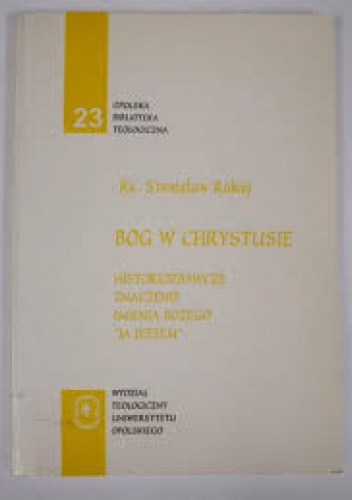 23
OPOLSKA
BIBLIOTEKA
TEOLOGICZNA
Ks. Stanisław Rabiej
BÓG W CHRYSTUSIE
HISTORIOZBAWCZE
ZNACZENIE
IMIENIA BOŻEGO
"JA JESTEM"
WYDZIAŁ
TEOLOGICZNY
UNIWERSYTETU
OPOLSKIEGO